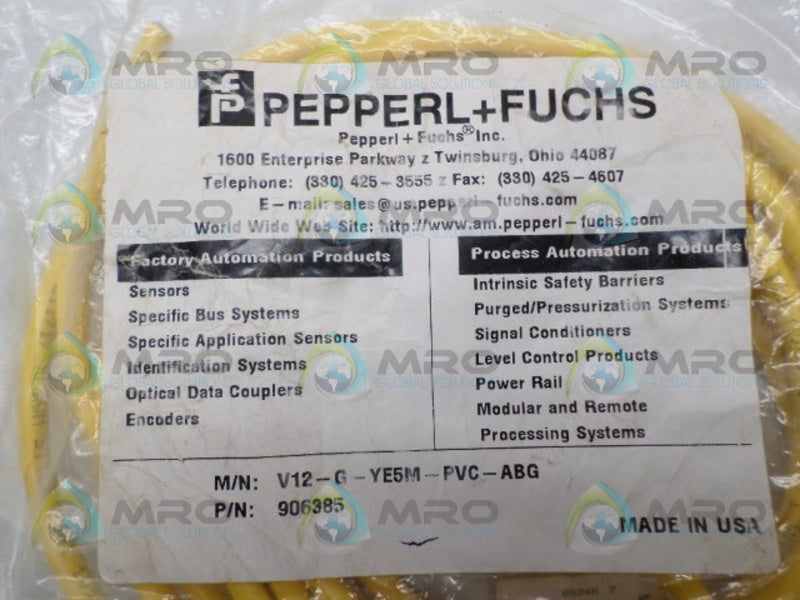 PEPPERL+FUCHS
Pepperl + Fuchs® Inc.
1600 Enterprise Parkway z Twinsburg, Ohio 44087
Telephone: (330) 425-3555 z Fax: (330) 425-4607
E-mail: sales@us.pepperl-fuchs.com
World Wide Web Site: http://www.am.pepperl-fuchs.com
Factory Automation Products
Sensors
Specific Bus Systems
Specific Application Sensors
Identification Systems
Optical Data Couplers
Encoders
Process Automation Products
Intrinsic Safety Barriers
Purged/Pressurization Systems
Signal Conditioners
Level Control Products
Power Rail
Modular and Remote
Processing Systems
M/N: V12-G-YE5M-PVC-ABG
P/N: 906385
MADE IN USA
MRO
GLOBAL SOLUTIONS